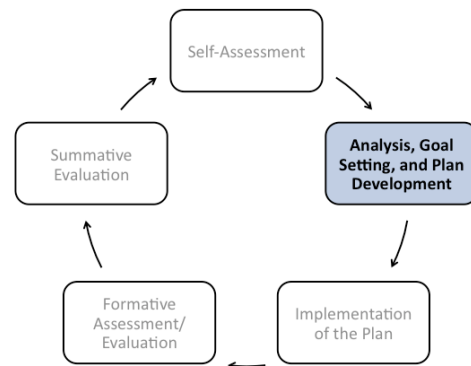 Self-Assessment
Analysis, Goal
Setting, and Plan
Development
Implementation
of the Plan
Formative
Assessment/
Evaluation
Summative
Evaluation